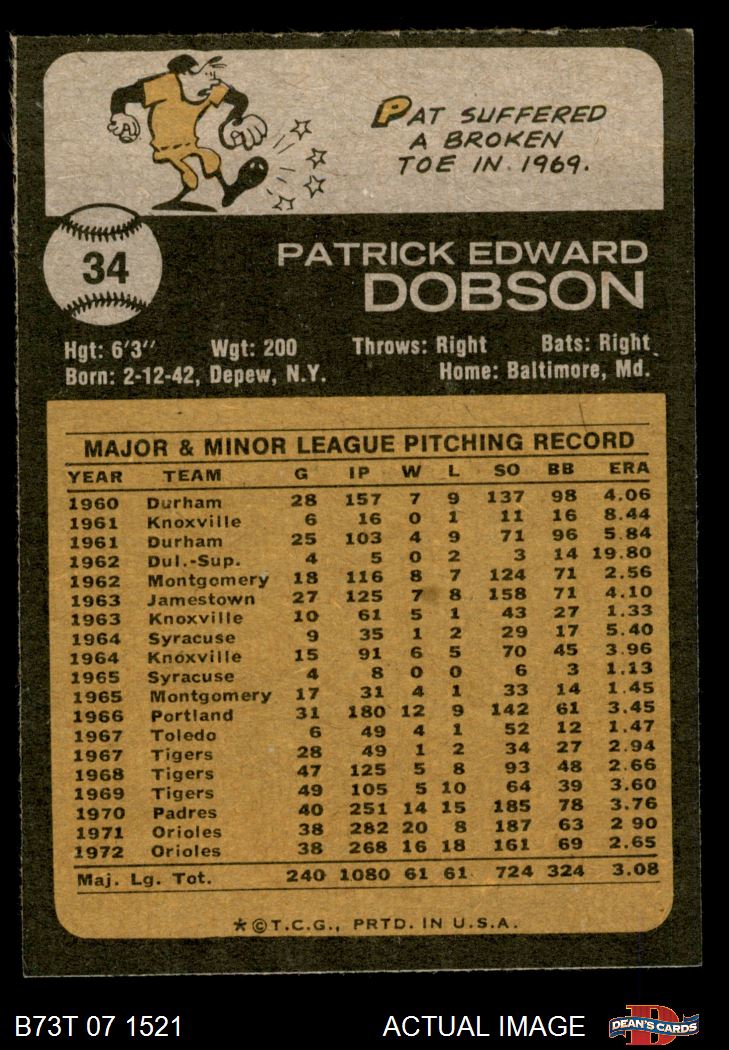 PAT SUFFERED
A BROKEN
TOE IN 1969.
34
PATRICK EDWARD
DOBSON
Hgt: 6'3" Wgt: 200 Throws: Right Bats: Right
Born: 2-12-42, Depew, N.Y. Home: Baltimore, Md.
MAJOR & MINOR LEAGUE PITCHING RECORD
YEAR TEAM G IP W L SO BB ERA
1960 Durham 28 157 7 9 137 98 4.06
1961 Knoxville 6 16 0 1 11 16 8.44
1961 Durham 25 103 4 9 71 96 5.84
1962 Dul.-Sup. 4 5 0 2 3 14 19.80
1962 Montgomery 18 116 8 7 124 71 2.56
1963 Jamestown 27 125 7 8 158 71 4.10
1963 Knoxville 10 61 5 1 43 27 1.33
1964 Syracuse 9 35 1 2 29 17 5.40
1964 Knoxville 15 91 6 5 70 45 3.96
1965 Syracuse 4 8 0 0 6 3 1.13
1965 Montgomery 17 31 4 1 33 14 1.45
1966 Portland 31 180 12 9 142 61 3.45
1967 Toledo 6 49 4 1 52 12 1.47
1967 Tigers 28 49 1 2 34 27 2.94
1968 Tigers 47 125 5 8 93 48 2.66
1969 Tigers 49 105 5 10 64 39 3.60
1970 Padres 40 251 14 15 185 78 3.76
1971 Orioles 38 282 20 8 187 63 2 90
1972 Orioles 38 268 16 18 161 69 2.65
Maj. Lg. Tot. 240 1080 61 61 724 324 3.08
*©T.C.G., PRTD. IN U.S.A.
B73T 07 1521 ACTUAL IMAGE D DEAN'S CARDS